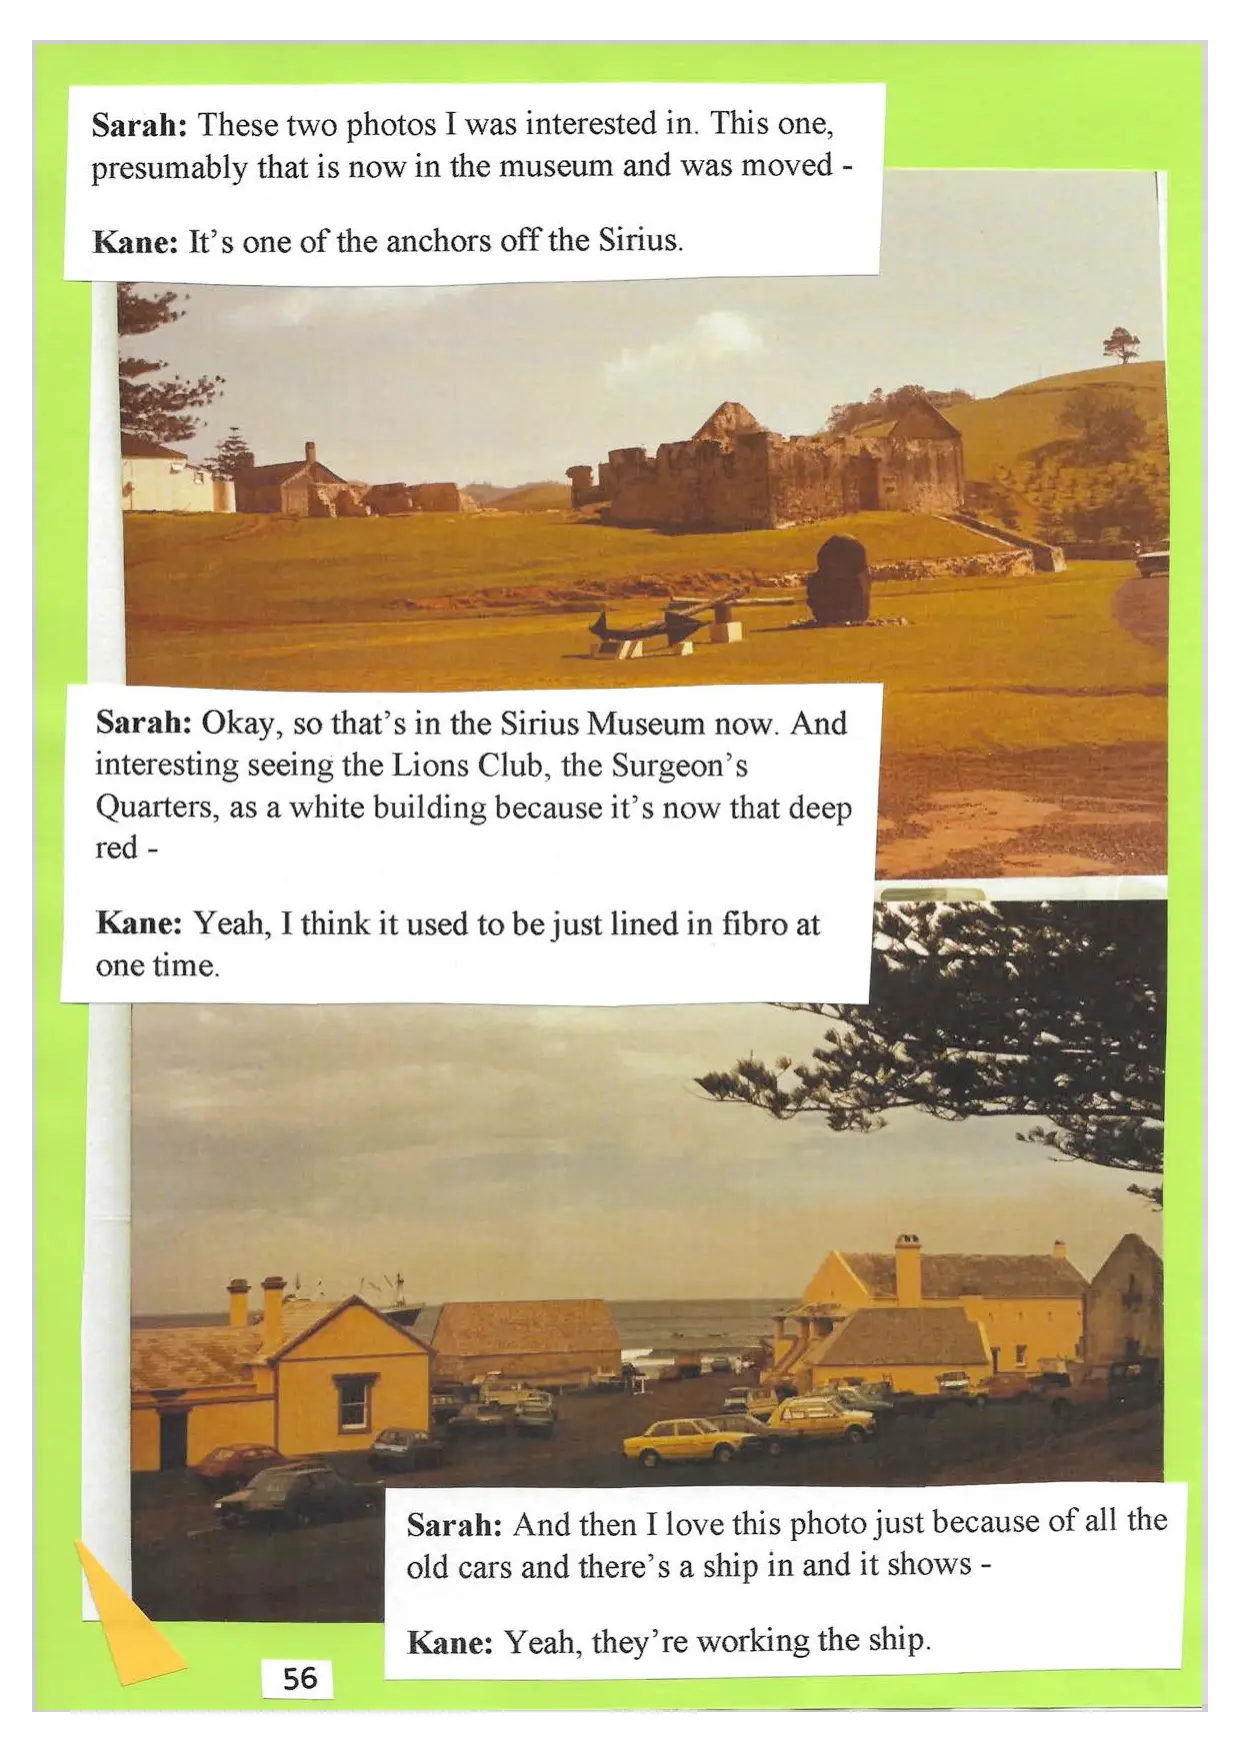 Sarah: These two photos I was interested in. This one,
presumably that is now in the museum and was moved -
Kane: It's one of the anchors off the Sirius.
Sarah: Okay, so that's in the Sirius Museum now. And
interesting seeing the Lions Club, the Surgeon's
Quarters, as a white building because it's now that deep
red -
Kane: Yeah, I think it used to be just lined in fibro at
one time.
Sarah: And then I love this photo just because of all the
old cars and there's a ship in and it shows -
Kane: Yeah, they're working the ship.
56